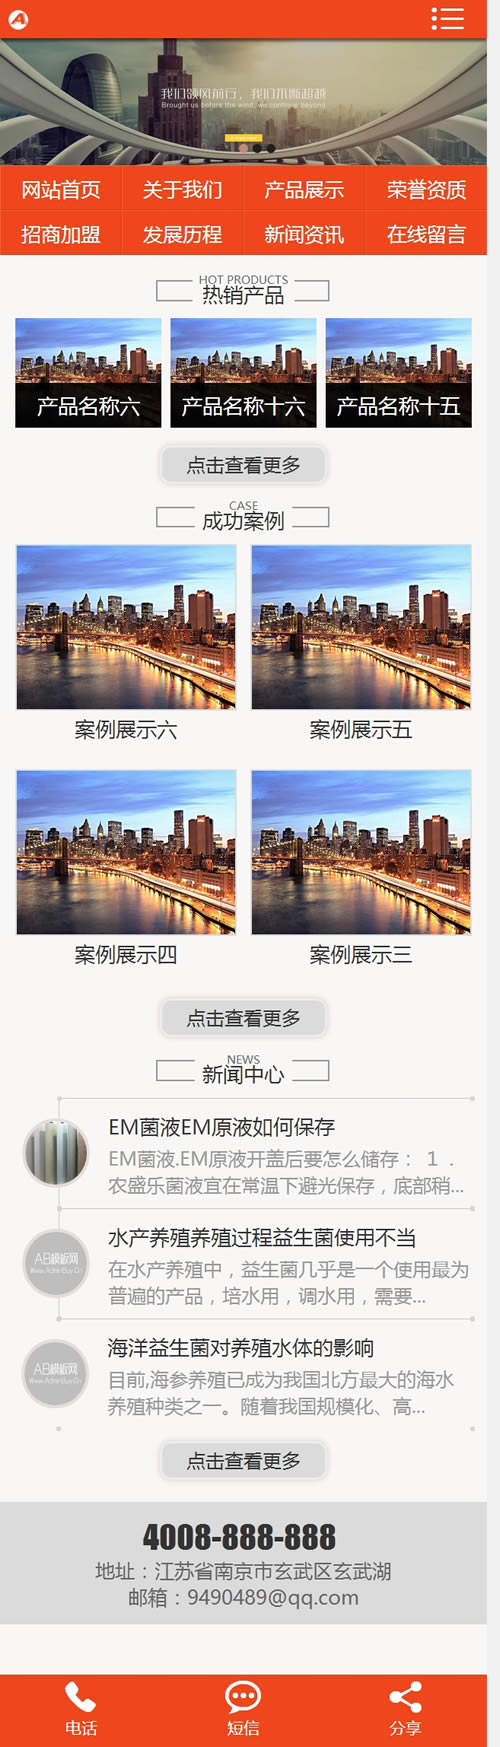 A
我们领风前行，我们不断超越
Brought us before the wind, we continue beyond
网站首页 关于我们 产品展示 荣誉资质
招商加盟 发展历程 新闻资讯 在线留言
HOT PRODUCTS
热销产品
产品名称六 产品名称十六 产品名称十五
点击查看更多
CASE
成功案例
案例展示六 案例展示五
案例展示四 案例展示三
点击查看更多
NEWS
新闻中心
EM菌液EM原液如何保存
EM菌液.EM原液开盖后要怎么储存： 1 .
农盛乐菌液宜在常温下避光保存，底部稍...
水产养殖养殖过程益生菌使用不当
AB模板网
Www.AdminBuy.Cn
在水产养殖中，益生菌几乎是一个使用最为
普遍的产品，培水用，调水用，需要...
海洋益生菌对养殖水体的影响
AB模板网
Www.AdminBuy.Cn
目前,海参养殖已成为我国北方最大的海水
养殖种类之一。随着我国规模化、高...
点击查看更多
4008-888-888
地址：江苏省南京市玄武区玄武湖
邮箱：9490489@qq.com
电话 短信 分享